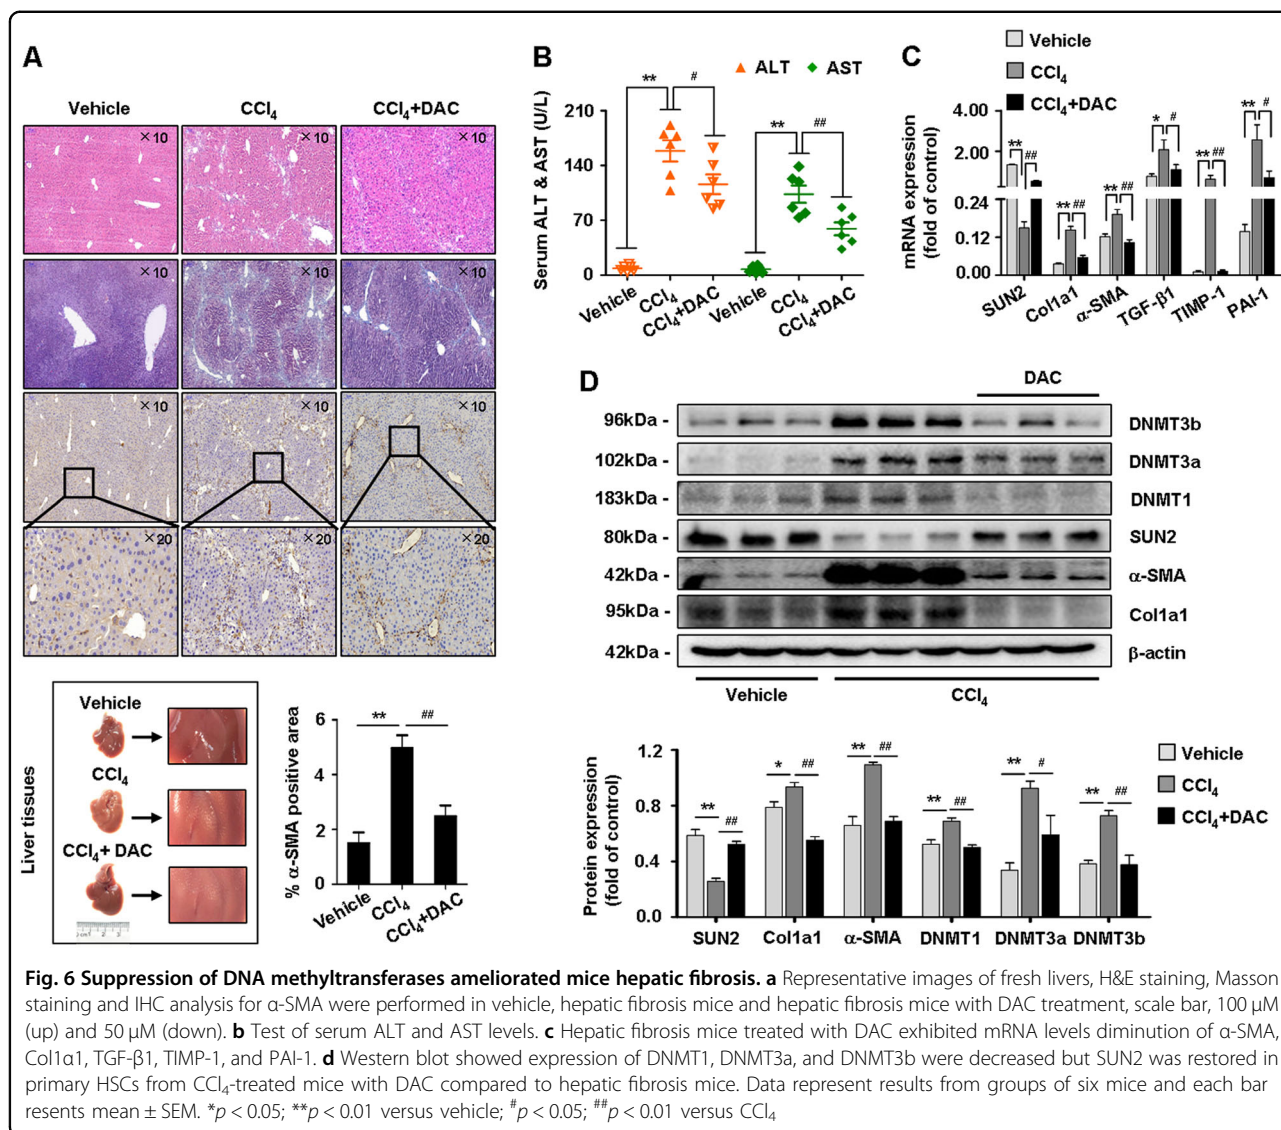 A
Vehicle CCl₄ CCl₄+DAC
×10 ×10 ×10
×10 ×10 ×10
×10 ×10 ×10
×20 ×20 ×20
Liver tissues
Vehicle
CCl₄
CCl₄+ DAC
% α-SMA positive area
6
4
2
0
** ##
Vehicle CCl₄ CCl₄+DAC
B
ALT AST
Serum ALT & AST (U/L)
210
140
70
0
** # ** ##
Vehicle CCl₄ CCl₄+DAC Vehicle CCl₄ CCl₄+DAC
C
Vehicle
CCl₄
CCl₄+DAC
mRNA expression
(fold of control)
4.00
2.00
0.24
0.12
0.00
** ## ** ## ** ## * # ** ## ** #
SUN2 Col1a1 α-SMA TGF-β1 TIMP-1 PAI-1
D
DAC
96kDa - DNMT3b
102kDa - DNMT3a
183kDa - DNMT1
80kDa - SUN2
42kDa - α-SMA
95kDa - Col1a1
42kDa - β-actin
Vehicle CCl₄
Protein expression
(fold of control)
1.2
0.8
0.4
0.0
** ## * ## ** ## ** ## ** # ** ##
Vehicle
CCl₄
CCl₄+DAC
SUN2 Col1a1 α-SMA DNMT1 DNMT3a DNMT3b
Fig. 6 Suppression of DNA methyltransferases ameliorated mice hepatic fibrosis. a Representative images of fresh livers, H&E staining, Masson
staining and IHC analysis for α-SMA were performed in vehicle, hepatic fibrosis mice and hepatic fibrosis mice with DAC treatment, scale bar, 100 µM
(up) and 50 µM (down). b Test of serum ALT and AST levels. c Hepatic fibrosis mice treated with DAC exhibited mRNA levels diminution of α-SMA,
Col1α1, TGF-β1, TIMP-1, and PAI-1. d Western blot showed expression of DNMT1, DNMT3a, and DNMT3b were decreased but SUN2 was restored in
primary HSCs from CCl₄-treated mice with DAC compared to hepatic fibrosis mice. Data represent results from groups of six mice and each bar
resents mean ± SEM. *p < 0.05; **p < 0.01 versus vehicle; #p < 0.05; ##p < 0.01 versus CCl₄